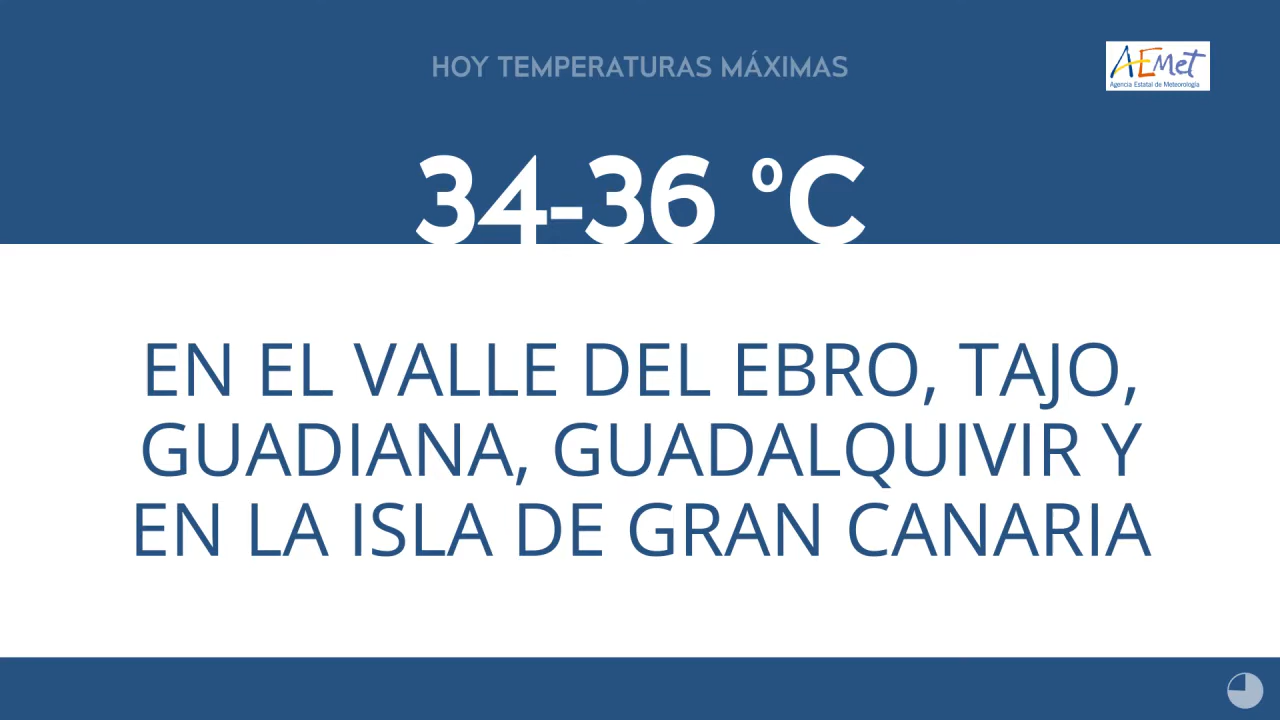 HOY TEMPERATURAS MÁXIMAS
AEMet
Agencia Estatal de Meteorología
34-36 ºC
EN EL VALLE DEL EBRO, TAJO,
GUADIANA, GUADALQUIVIR Y
EN LA ISLA DE GRAN CANARIA